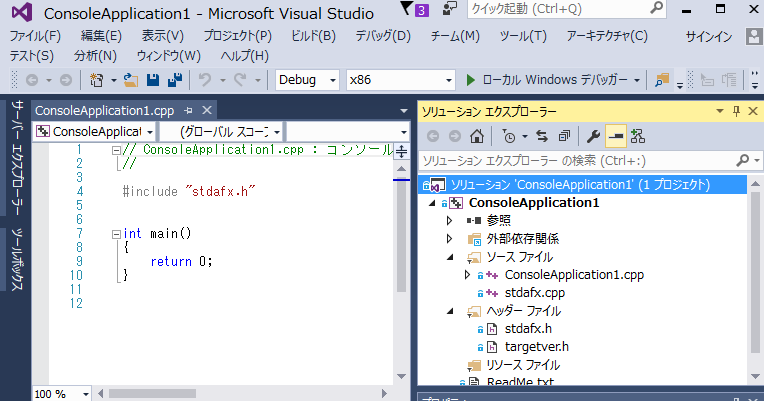 ConsoleApplication1 - Microsoft Visual Studio
3
クイック起動 (Ctrl+Q)
ファイル(F) 編集(E) 表示(V) プロジェクト(P) ビルド(B) デバッグ(D) チーム(M) ツール(T) アーキテクチャ(C) サインイン
テスト(S) 分析(N) ウィンドウ(W) ヘルプ(H)
Debug x86 ローカル Windows デバッガー
サーバー エクスプローラー
ツールボックス
ConsoleApplication1.cpp
ConsoleApplicat (グローバル スコープ
1 // ConsoleApplication1.cpp : コンソール
2 //
3
4 #include "stdafx.h"
5
6
7 int main()
8 {
9 return 0;
10 }
11
12
100 %
ソリューション エクスプローラー
ソリューション エクスプローラー の検索 (Ctrl+:)
ソリューション 'ConsoleApplication1' (1 プロジェクト)
ConsoleApplication1
参照
外部依存関係
ソース ファイル
ConsoleApplication1.cpp
stdafx.cpp
ヘッダー ファイル
stdafx.h
targetver.h
リソース ファイル
ReadMe.txt
プロパティ